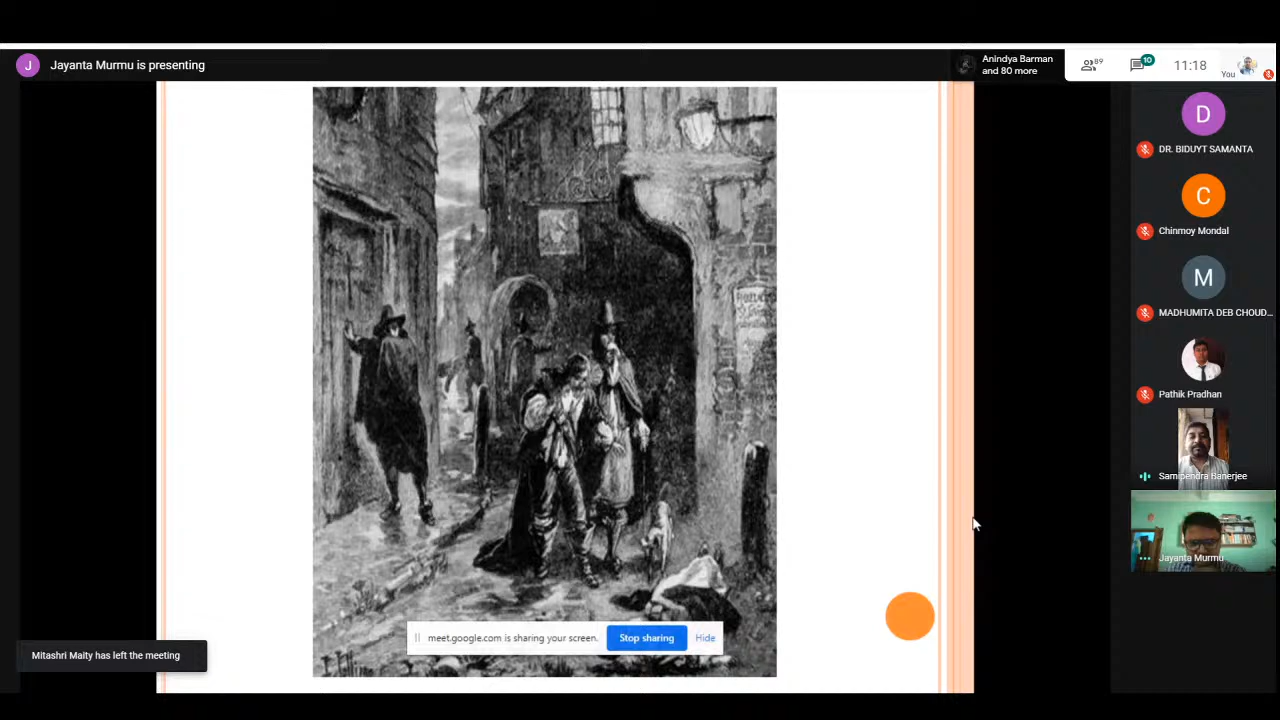 J
Jayanta Murmu is presenting
Anindya Barman
and 80 more
89
10
11:18
You
D
DR. BIDUYT SAMANTA
C
Chinmoy Mondal
M
MADHUMITA DEB CHOUD...
Pathik Pradhan
Samipendra Banerjee
Jayanta Murmu
meet.google.com is sharing your screen.
Stop sharing
Hide
Mitashri Maity has left the meeting